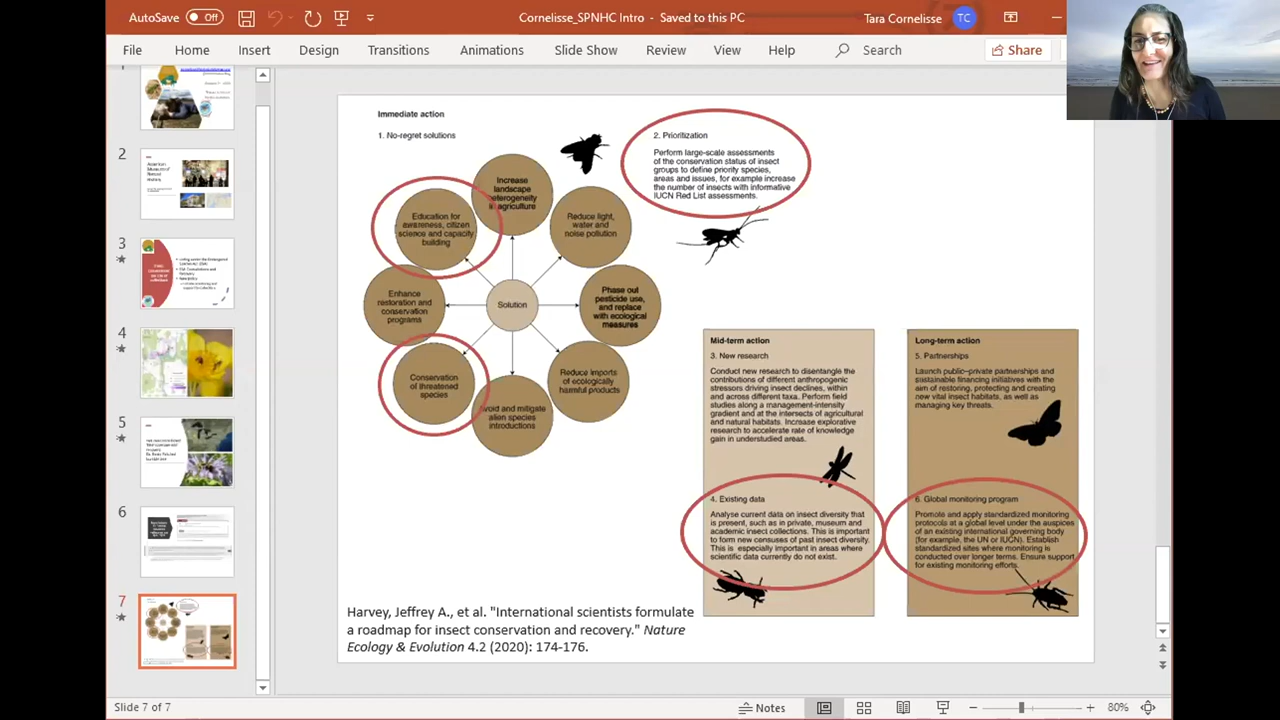 AutoSave Off
Cornelisse_SPNHC Intro - Saved to this PC
Tara Cornelisse TC
File Home Insert Design Transitions Animations Slide Show Review View Help Search Share
2
3
4
5
6
7
Immediate action
1. No-regret solutions
Increase
landscape
heterogeneity
in agriculture
Reduce light,
water and
noise pollution
Phase out
pesticide use,
and replace
with ecological
measures
Reduce imports
of ecologically
harmful products
Avoid and mitigate
alien species
introductions
Conservation
of threatened
species
Enhance
restoration and
conservation
programs
Education for
awareness, citizen
science and capacity
building
Solution
2. Prioritization
Perform large-scale assessments
of the conservation status of insect
groups to define priority species,
areas and issues, for example increase
the number of insects with informative
IUCN Red List assessments.
Mid-term action
3. New research
Conduct new research to disentangle the
contributions of different anthropogenic
stressors driving insect declines, within
and across different taxa. Perform field
studies along a management-intensity
gradient and at the intersects of agricultural
and natural habitats. Increase explorative
research to accelerate rate of knowledge
gain in understudied areas.
4. Existing data
Analyse current data on insect diversity that
is present, such as in private, museum and
academic insect collections. This is important
to form new censuses of past insect diversity.
This is especially important in areas where
scientific data currently do not exist.
Long-term action
5. Partnerships
Launch public–private partnerships and
sustainable financing initiatives with the
aim of restoring, protecting and creating
new vital insect habitats, as well as
managing key threats.
6. Global monitoring program
Promote and apply standardized monitoring
protocols at a global level under the auspices
of an existing international governing body
(for example, the UN or IUCN). Establish
standardized sites where monitoring is
conducted over longer terms. Ensure support
for existing monitoring efforts.
Harvey, Jeffrey A., et al. "International scientists formulate
a roadmap for insect conservation and recovery." Nature
Ecology & Evolution 4.2 (2020): 174-176.
Slide 7 of 7
Notes
80%